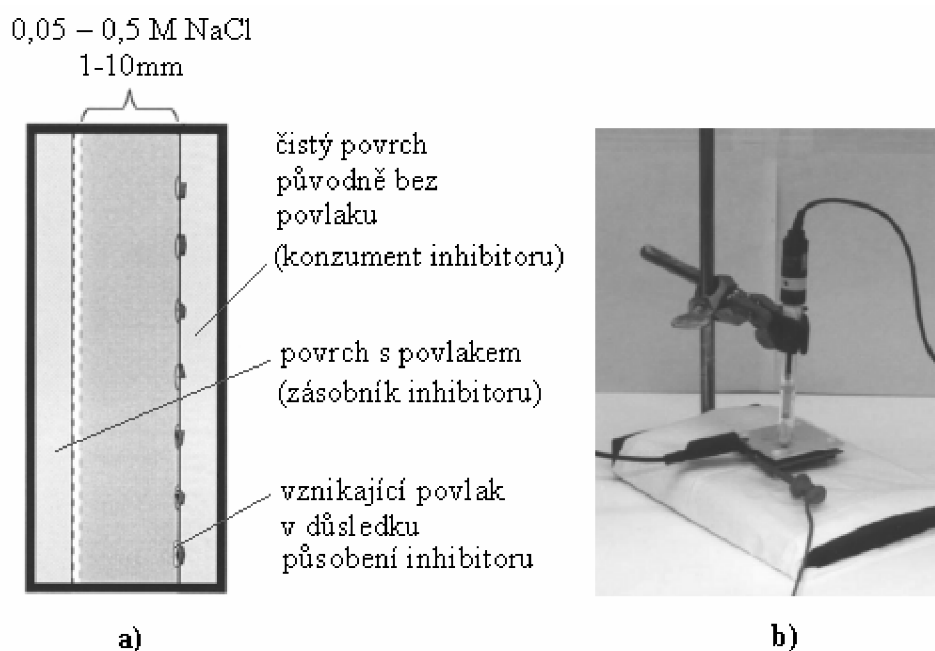 0,05 – 0,5 M NaCl
1-10mm
čistý povrch
původně bez
povlaku
(konzument inhibitoru)
povrch s povlakem
(zásobník inhibitoru)
vznikající povlak
v důsledku
působení inhibitoru
a)
b)